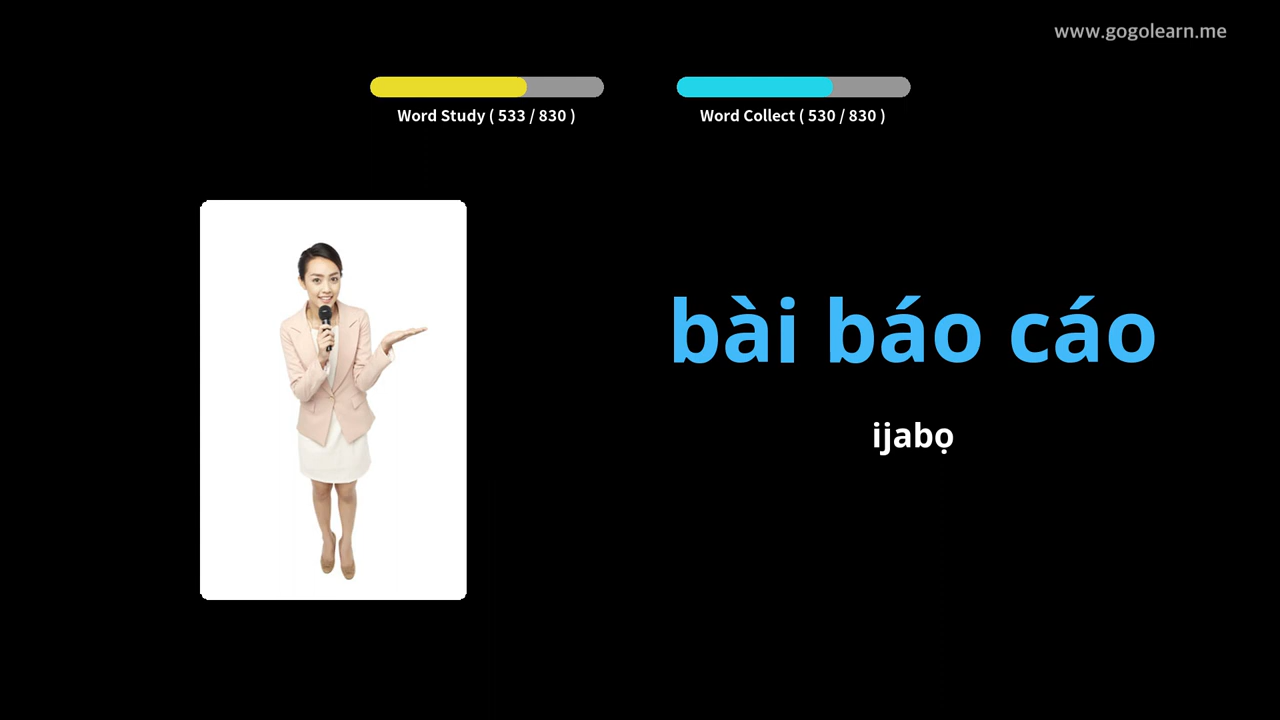 www.gogolearn.me
Word Study ( 533 / 830 )
Word Collect ( 530 / 830 )
bài báo cáo
ijabọ